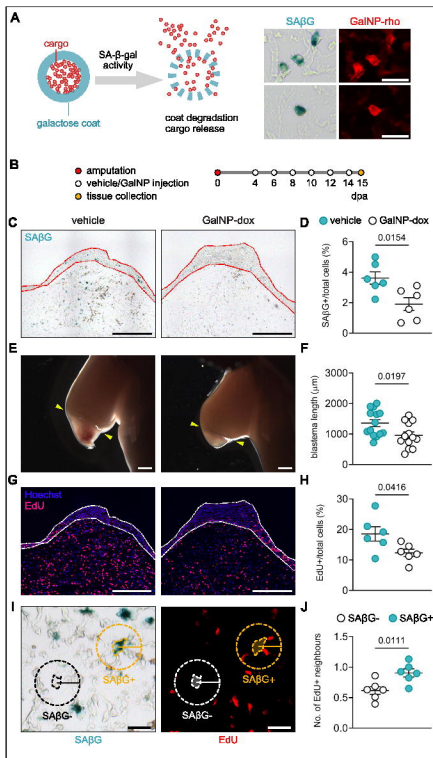 A
cargo
SA-β-gal
activity
galactose coat
coat degradation
cargo release
SAβG
GalNP-rho
B
amputation
vehicle/GalNP injection
tissue collection
0 4 6 8 10 12 14 15
dpa
C
vehicle
GalNP-dox
SAβG
D
vehicle GalNP-dox
SAβG+/total cells (%)
6
4
2
0
0.0154
E
F
blastema length (μm)
3000
2000
1000
0
0.0197
G
Hoechst
EdU
H
EdU+/total cells (%)
30
20
10
0
0.0416
I
SAβG+
SAβG-
SAβG
SAβG+
SAβG-
EdU
J
SAβG- SAβG+
No. of EdU+ neighbours
1.5
1.0
0.5
0.0
0.0111